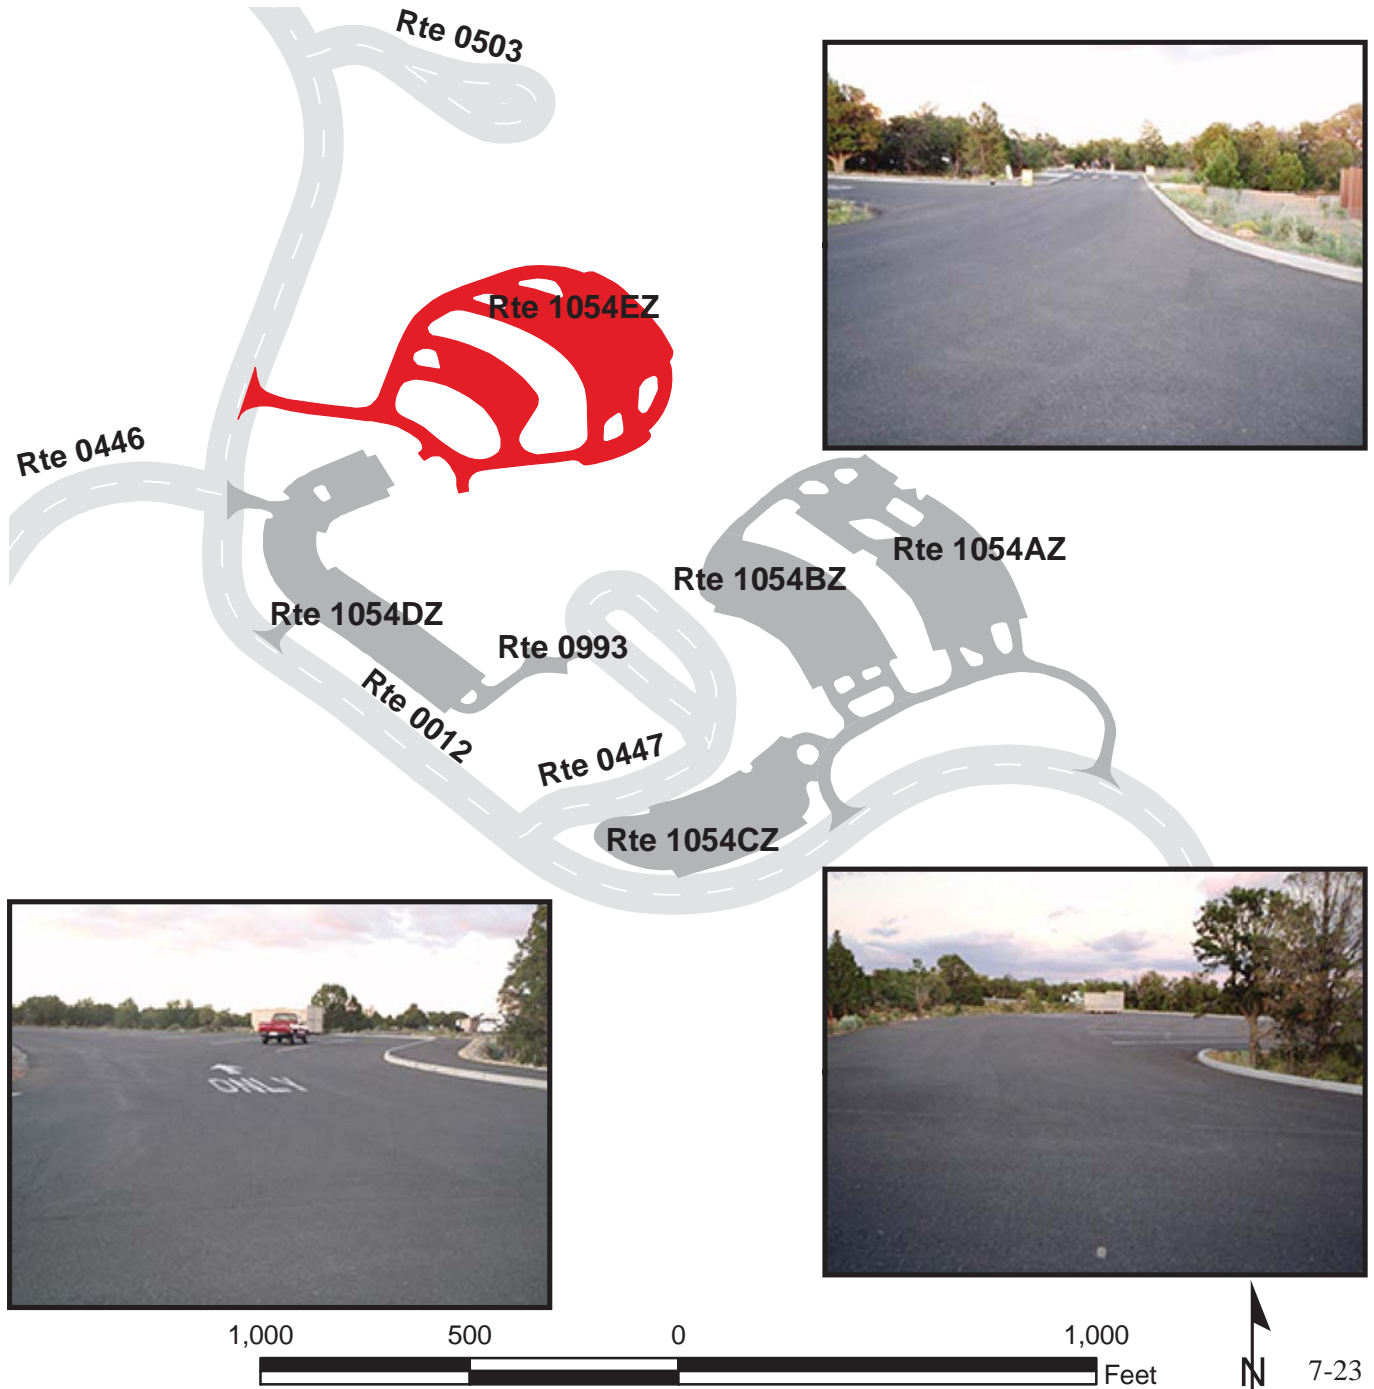 Rte 0503
Rte 1054EZ
Rte 0446
Rte 1054AZ
Rte 1054BZ
Rte 1054DZ
Rte 0993
Rte 0012
Rte 0447
Rte 1054CZ
ONLY
1,000 500 0 1,000
Feet
N
7-23